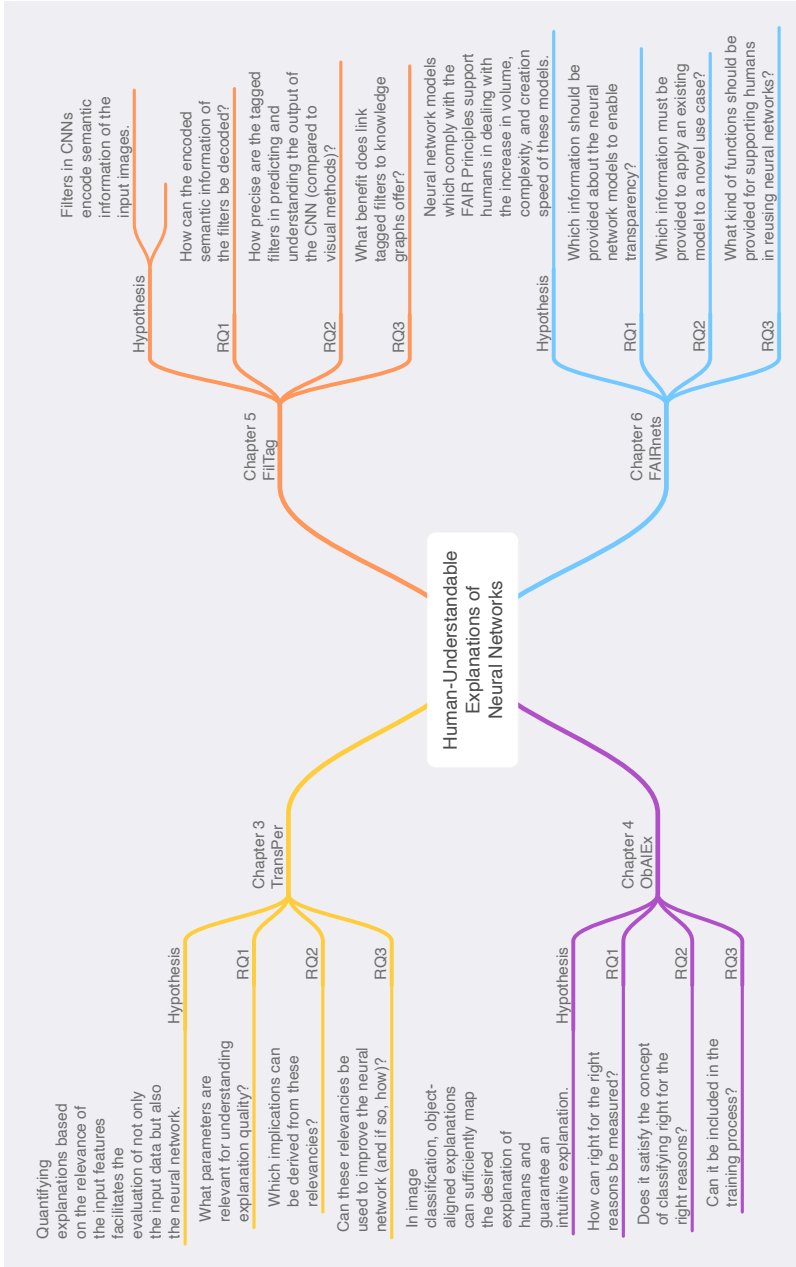 Human-Understandable
Explanations of
Neural Networks
Chapter 3
TransPer
Hypothesis
Quantifying
explanations based
on the relevance of
the input features
facilitates the
evaluation of not only
the input data but also
the neural network.
RQ1
What parameters are
relevant for understanding
explanation quality?
RQ2
Which implications can
be derived from these
relevancies?
RQ3
Can these relevancies be
used to improve the neural
network (and if so, how)?
Chapter 4
ObAlEx
Hypothesis
In image
classification, object-
aligned explanations
can sufficiently map
the desired
explanation of
humans and
guarantee an
intuitive explanation.
RQ1
How can right for the right
reasons be measured?
RQ2
Does it satisfy the concept
of classifying right for the
right reasons?
RQ3
Can it be included in the
training process?
Chapter 5
FilTag
Hypothesis
Filters in CNNs
encode semantic
information of the
input images.
RQ1
How can the encoded
semantic information of
the filters be decoded?
RQ2
How precise are the tagged
filters in predicting and
understanding the output of
the CNN (compared to
visual methods)?
RQ3
What benefit does link
tagged filters to knowledge
graphs offer?
Chapter 6
FAIRnets
Hypothesis
Neural network models
which comply with the
FAIR Principles support
humans in dealing with
the increase in volume,
complexity, and creation
speed of these models.
RQ1
Which information should be
provided about the neural
network models to enable
transparency?
RQ2
Which information must be
provided to apply an existing
model to a novel use case?
RQ3
What kind of functions should be
provided for supporting humans
in reusing neural networks?